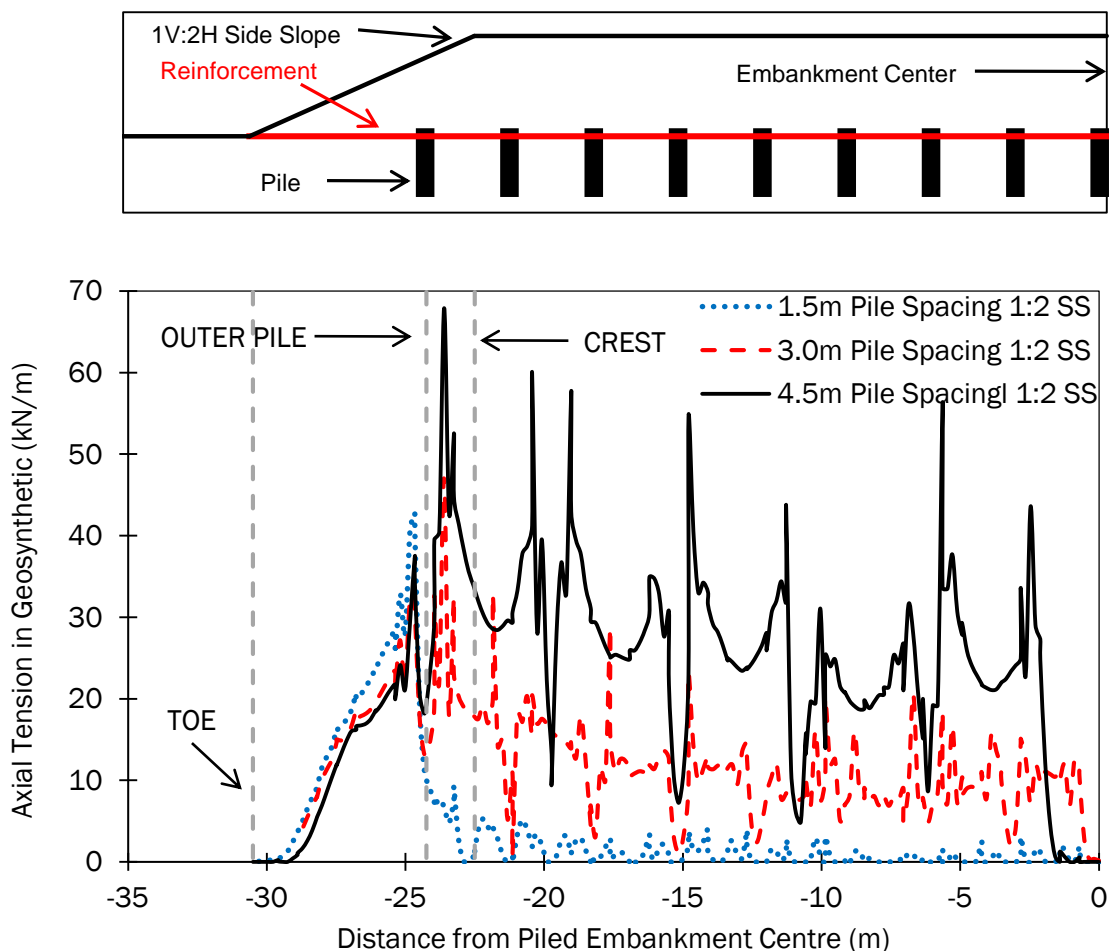 1V:2H Side Slope
Reinforcement
Embankment Center
Pile
70
60
50
40
30
20
10
0
Axial Tension in Geosynthetic (kN/m)
1.5m Pile Spacing 1:2 SS
3.0m Pile Spacing 1:2 SS
4.5m Pile Spacingl 1:2 SS
OUTER PILE
CREST
TOE
-35
-30
-25
-20
-15
-10
-5
0
Distance from Piled Embankment Centre (m)